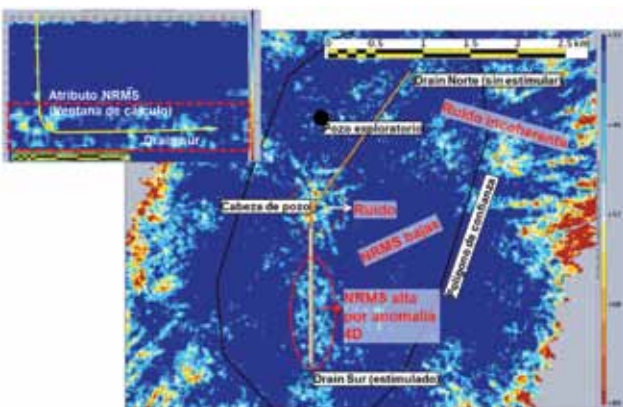 Atributo NRMS
(Ventana de cálculo)
Drain Sur
0 0.5 1 1.5 2 2.5 km
Drain Norte (sin estimular)
Pozo exploratorio
Ruido incoherente
Cabeza de pozo
Ruido
NRMS bajas
Polígono de confianza
NRMS alta
por anomalía
4D
Drain Sur (estimulado)